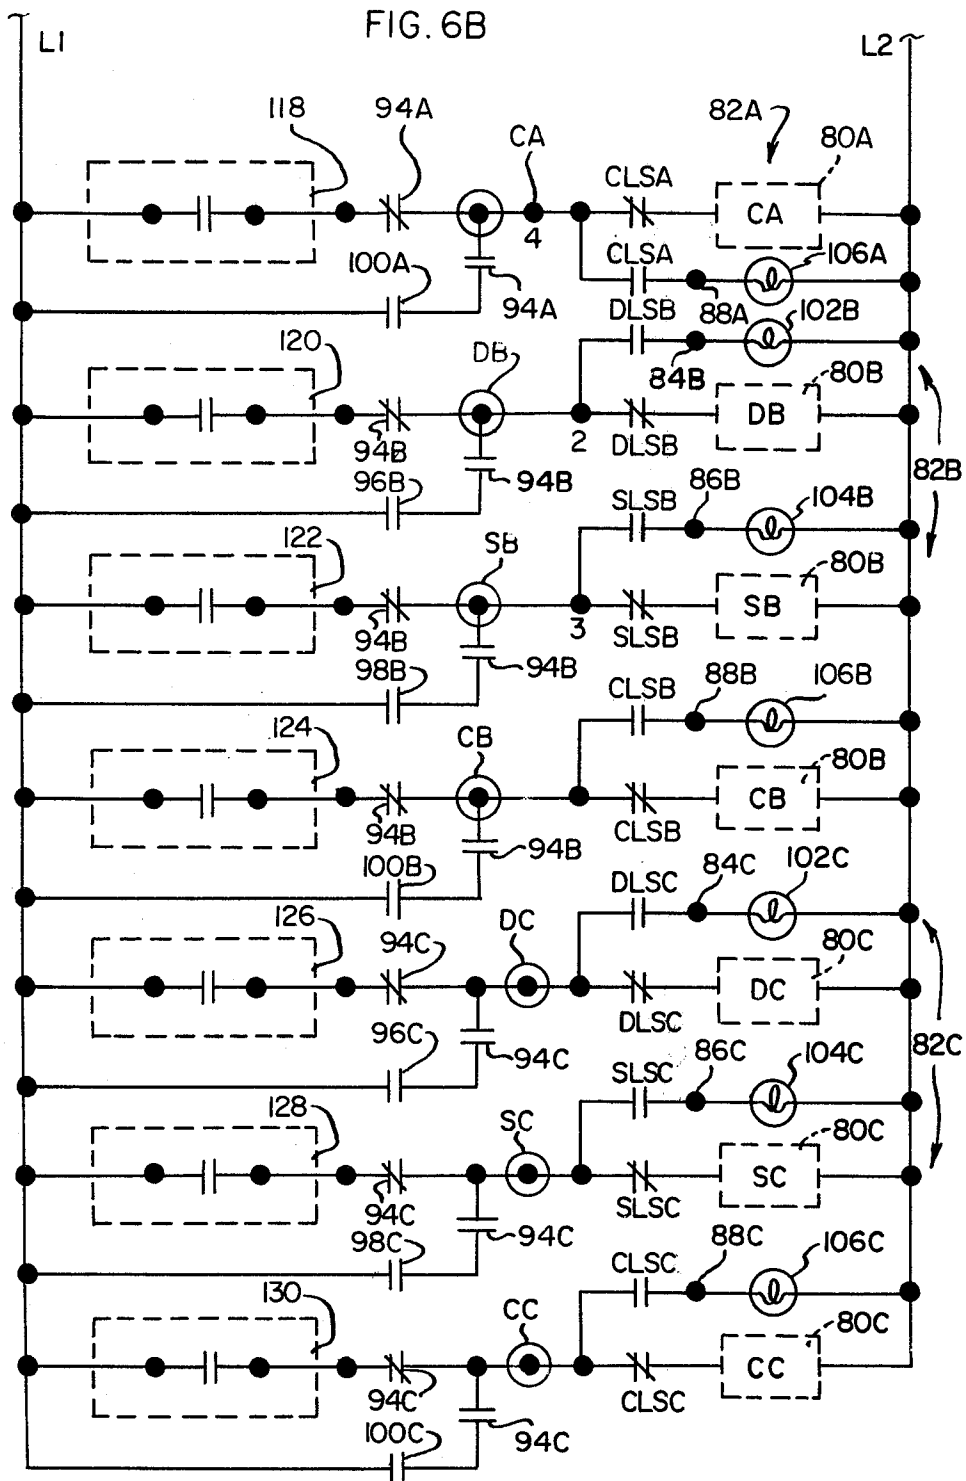 FIG. 6B
L1
L2
118
94A
CA
82A
80A
CLSA
CA
4
100A
CLSA
106A
94A
88A
DLSB
102B
120
DB
84B
80B
DB
2
94B
DLSB
82B
96B
94B
SLSB
86B
104B
122
SB
80B
SB
3
94B
SLSB
98B
94B
CLSB
88B
106B
124
CB
80B
CB
94B
CLSB
94B
100B
DLSC
84C
102C
126
94C
DC
80C
DC
DLSC
96C
94C
82C
SLSC
86C
104C
128
SC
80C
SC
94C
SLSC
98C
94C
CLSC
88C
106C
130
CC
80C
CC
94C
CLSC
100C
94C